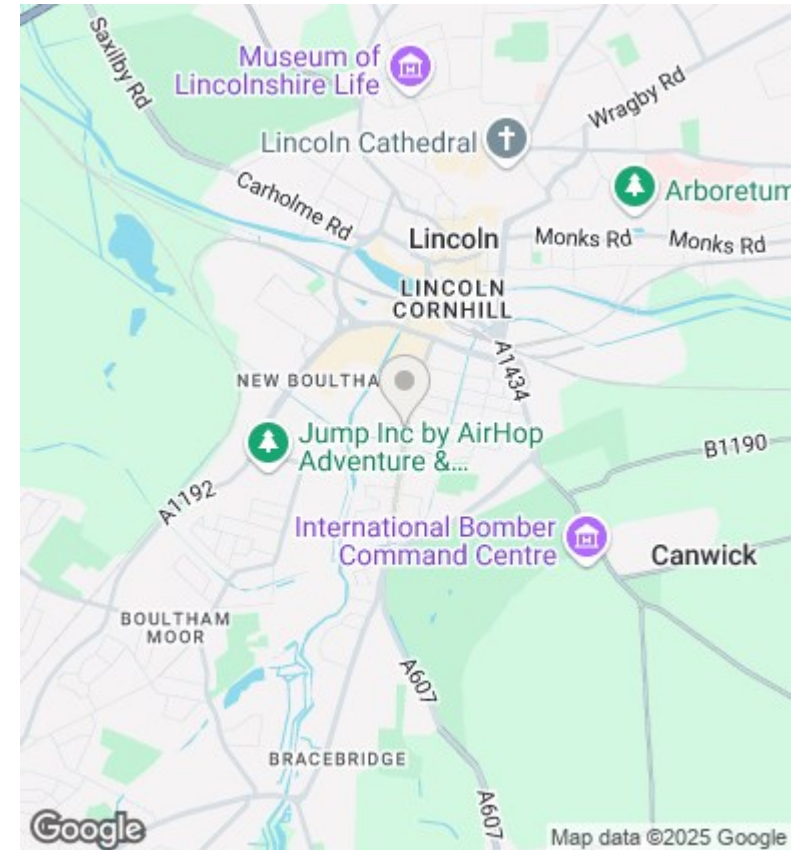 Saxilby Rd
Museum of
Lincolnshire Life
Wragby Rd
Lincoln Cathedral
Arboretum
Carholme Rd
Lincoln
Monks Rd
Monks Rd
LINCOLN
CORNHILL
A1434
NEW BOULTHA
Jump Inc by AirHop
Adventure &...
B1190
A1192
International Bomber
Command Centre
Canwick
BOULTHAM
MOOR
A607
BRACEBRIDGE
A607
Google
Map data ©2025 Google